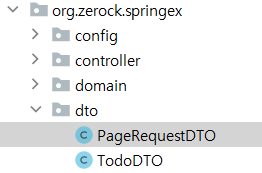 org.zerock.springex
config
controller
domain
dto
C PageRequestDTO
C TodoDTO